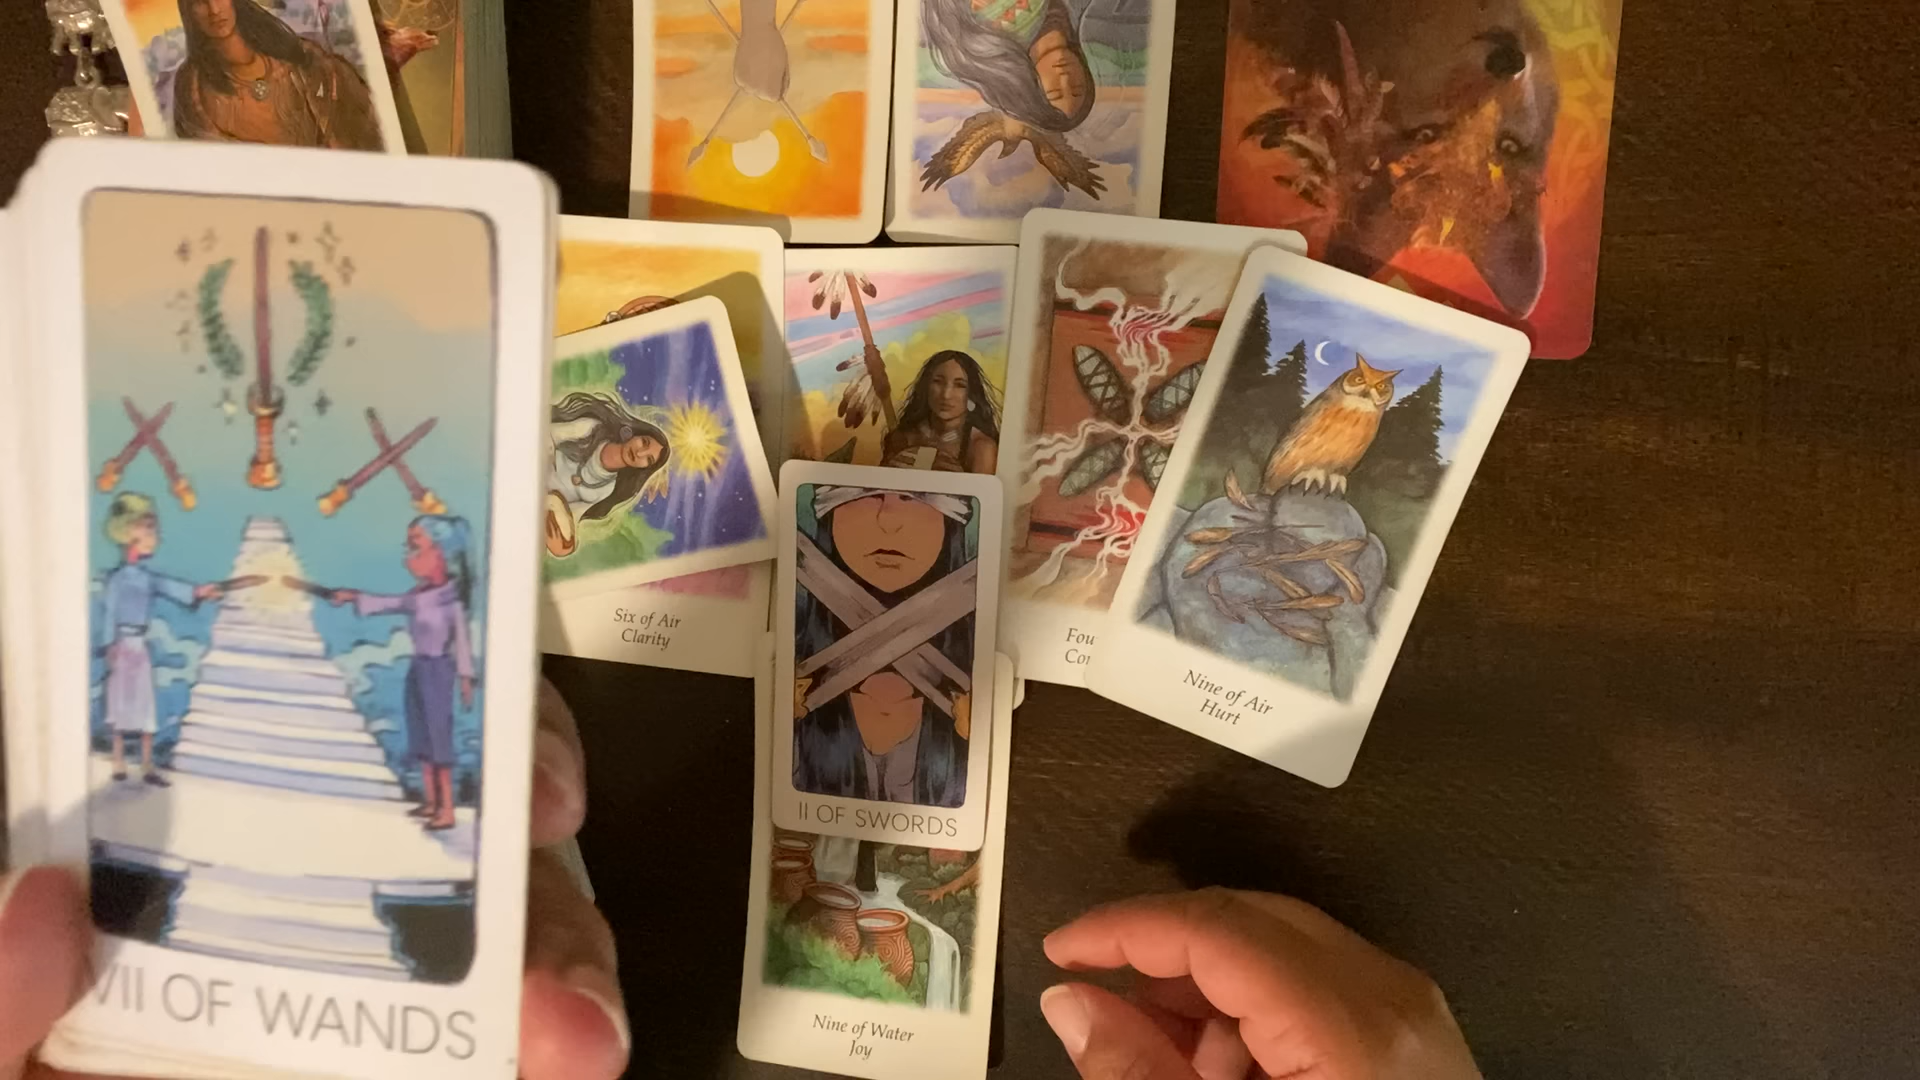 VII OF WANDS
Six of Air
Clarity
II OF SWORDS
Nine of Air
Hurt
Nine of Water
Joy